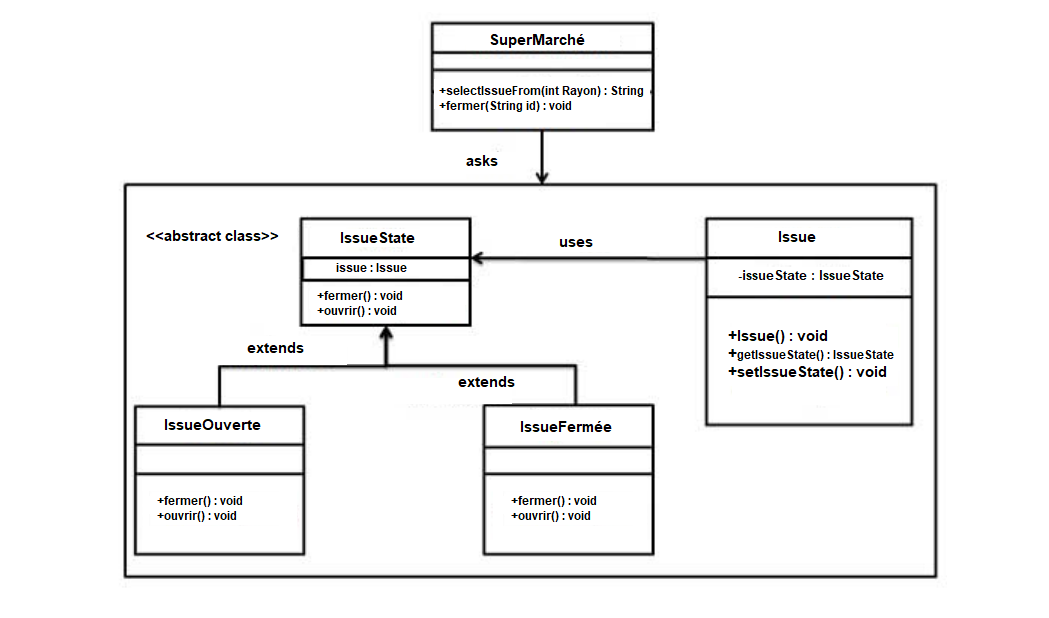 SuperMarché
+selectIssueFrom(int Rayon) : String
+fermer(String id) : void
asks
<<abstract class>>
IssueState
issue : Issue
+fermer() : void
+ouvrir() : void
uses
Issue
-issueState : IssueState
+Issue() : void
+getIssueState() : IssueState
+setIssueState() : void
extends
extends
IssueOuverte
+fermer() : void
+ouvrir() : void
IssueFermée
+fermer() : void
+ouvrir() : void